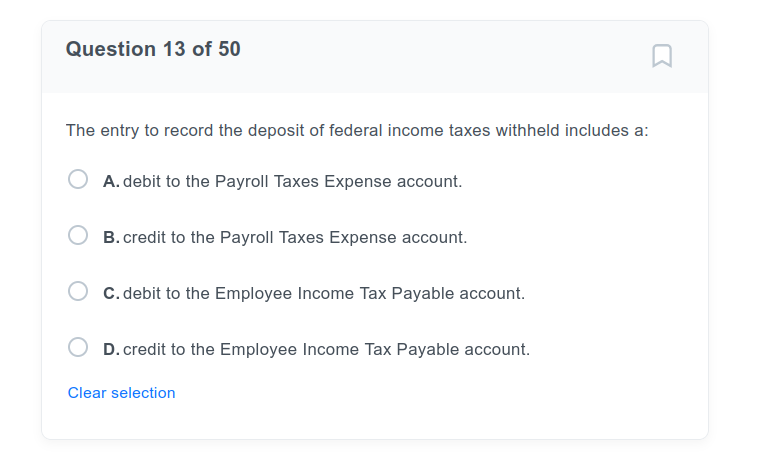 Question 13 of 50
The entry to record the deposit of federal income taxes withheld includes a:
A. debit to the Payroll Taxes Expense account.
B. credit to the Payroll Taxes Expense account.
C. debit to the Employee Income Tax Payable account.
D. credit to the Employee Income Tax Payable account.
Clear selection